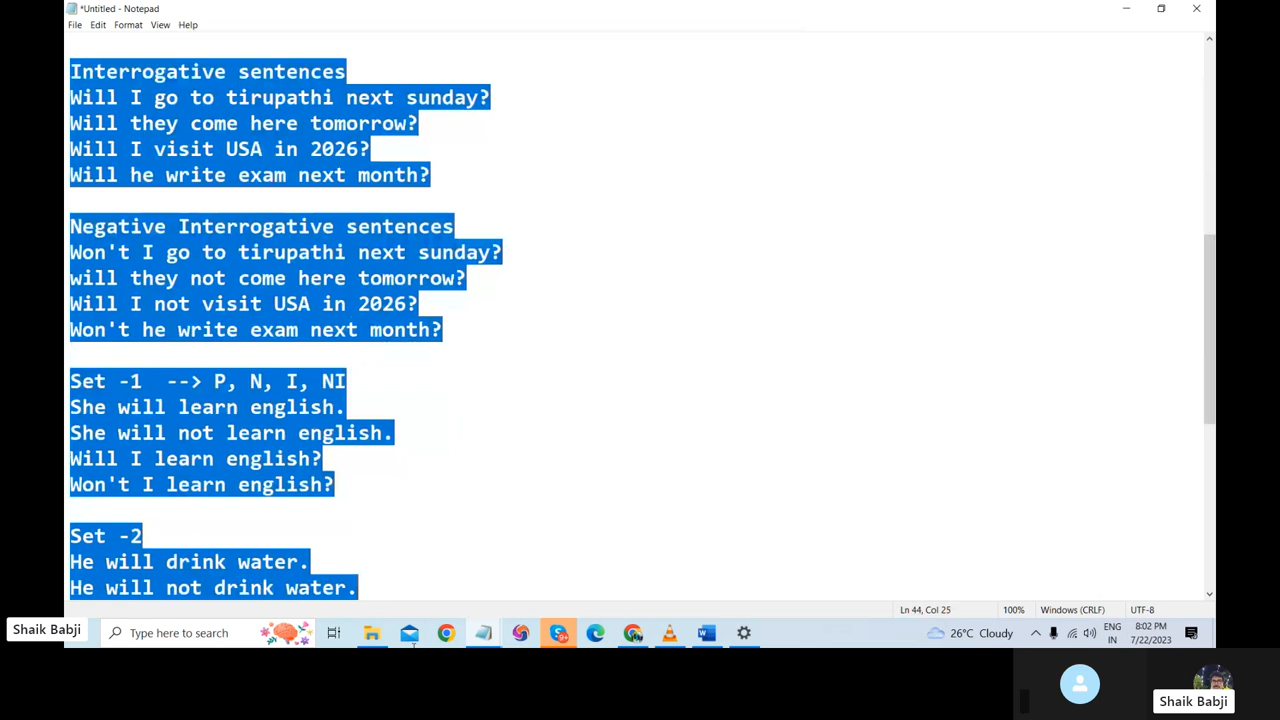 *Untitled - Notepad
File Edit Format View Help
Interrogative sentences
Will I go to tirupathi next sunday?
Will they come here tomorrow?
Will I visit USA in 2026?
Will he write exam next month?
Negative Interrogative sentences
Won't I go to tirupathi next sunday?
will they not come here tomorrow?
Will I not visit USA in 2026?
Won't he write exam next month?
Set -1 --> P, N, I, NI
She will learn english.
She will not learn english.
Will I learn english?
Won't I learn english?
Set -2
He will drink water.
He will not drink water.
Ln 44, Col 25 100% Windows (CRLF) UTF-8
Shaik Babji
Type here to search
26°C Cloudy
ENG
IN
8:02 PM
7/22/2023
Shaik Babji